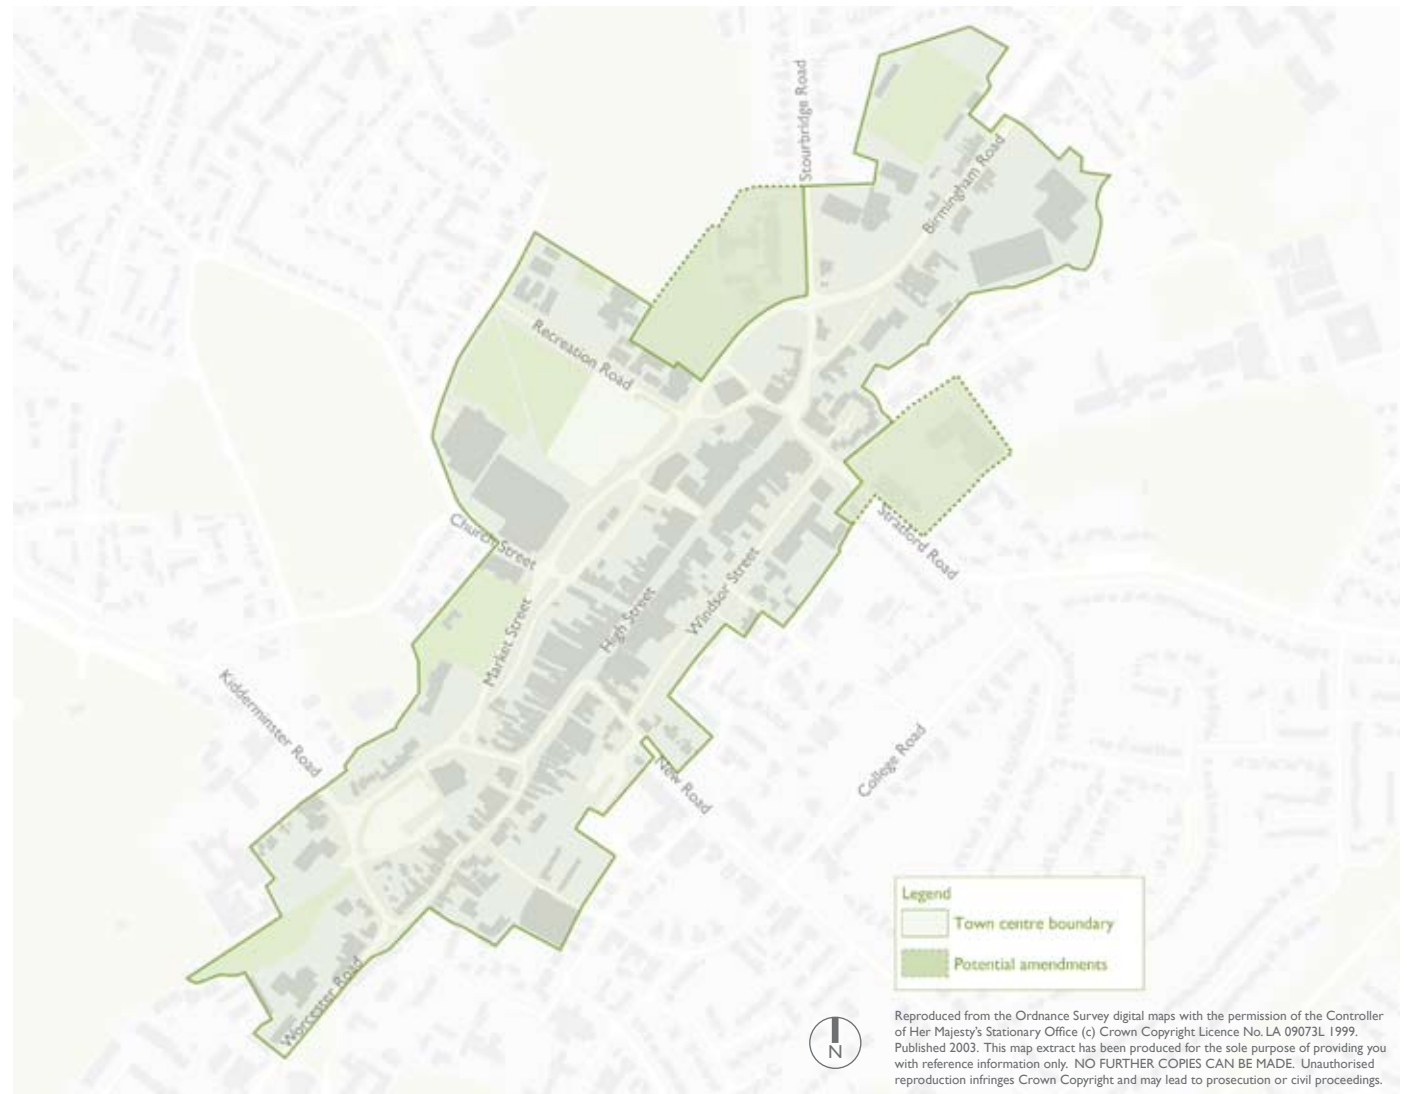 Stourbridge Road
Birmingham Road
Recreation Road
Church Street
Stratford Road
Market Street
High Street
Windsor Street
Kidderminster Road
New Road
College Road
Worcester Road
Legend
Town centre boundary
Potential amendments
N
Reproduced from the Ordnance Survey digital maps with the permission of the Controller
of Her Majesty's Stationary Office (c) Crown Copyright Licence No. LA 09073L 1999.
Published 2003. This map extract has been produced for the sole purpose of providing you
with reference information only. NO FURTHER COPIES CAN BE MADE. Unauthorised
reproduction infringes Crown Copyright and may lead to prosecution or civil proceedings.